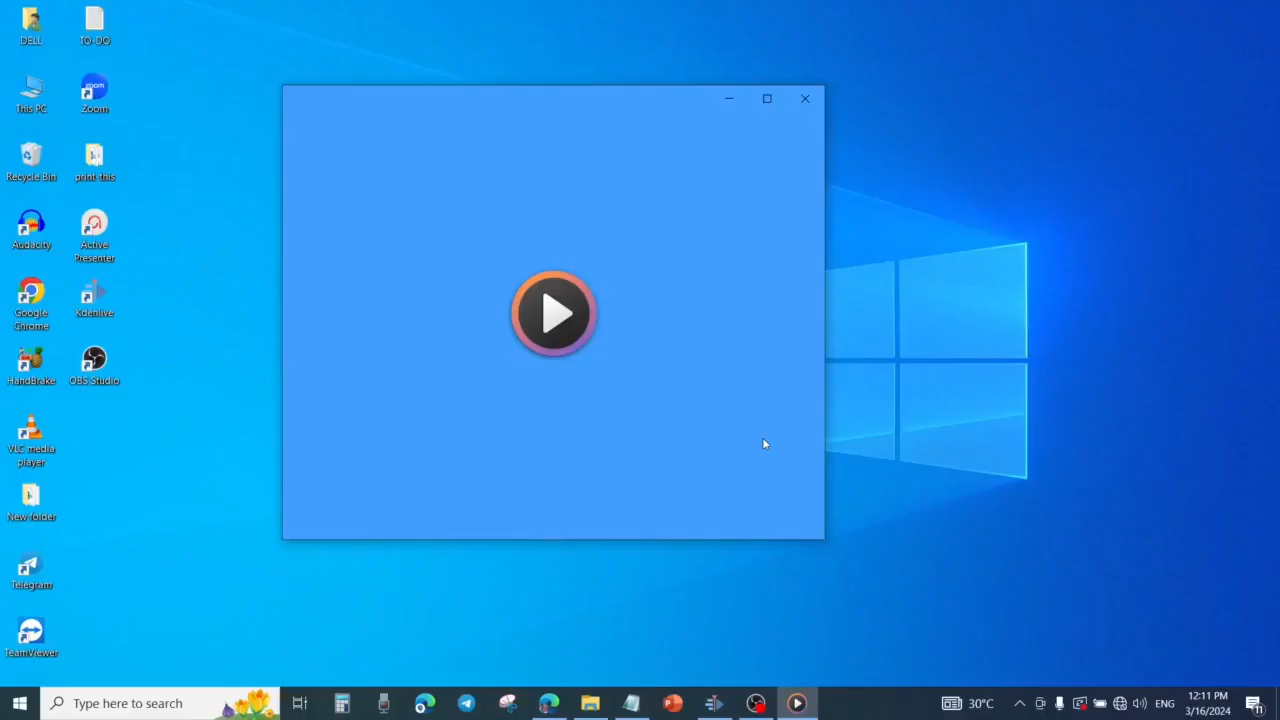 DELL
TO-DO
This PC
zoom
Zoom
Recycle Bin
print this
Audacity
Active
Presenter
Google
Chrome
Kdenlive
HandBrake
OBS Studio
VLC media
player
New folder
Telegram
TeamViewer
Type here to search
30°C
ENG
12:11 PM
3/16/2024
11